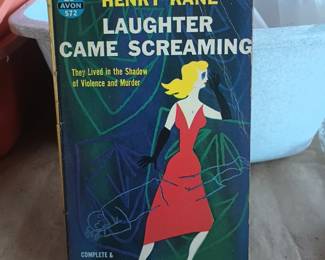 AVON
572
HENRY KANE
LAUGHTER
CAME SCREAMING
They Lived in the Shadow
of Violence and Murder
COMPLETE &